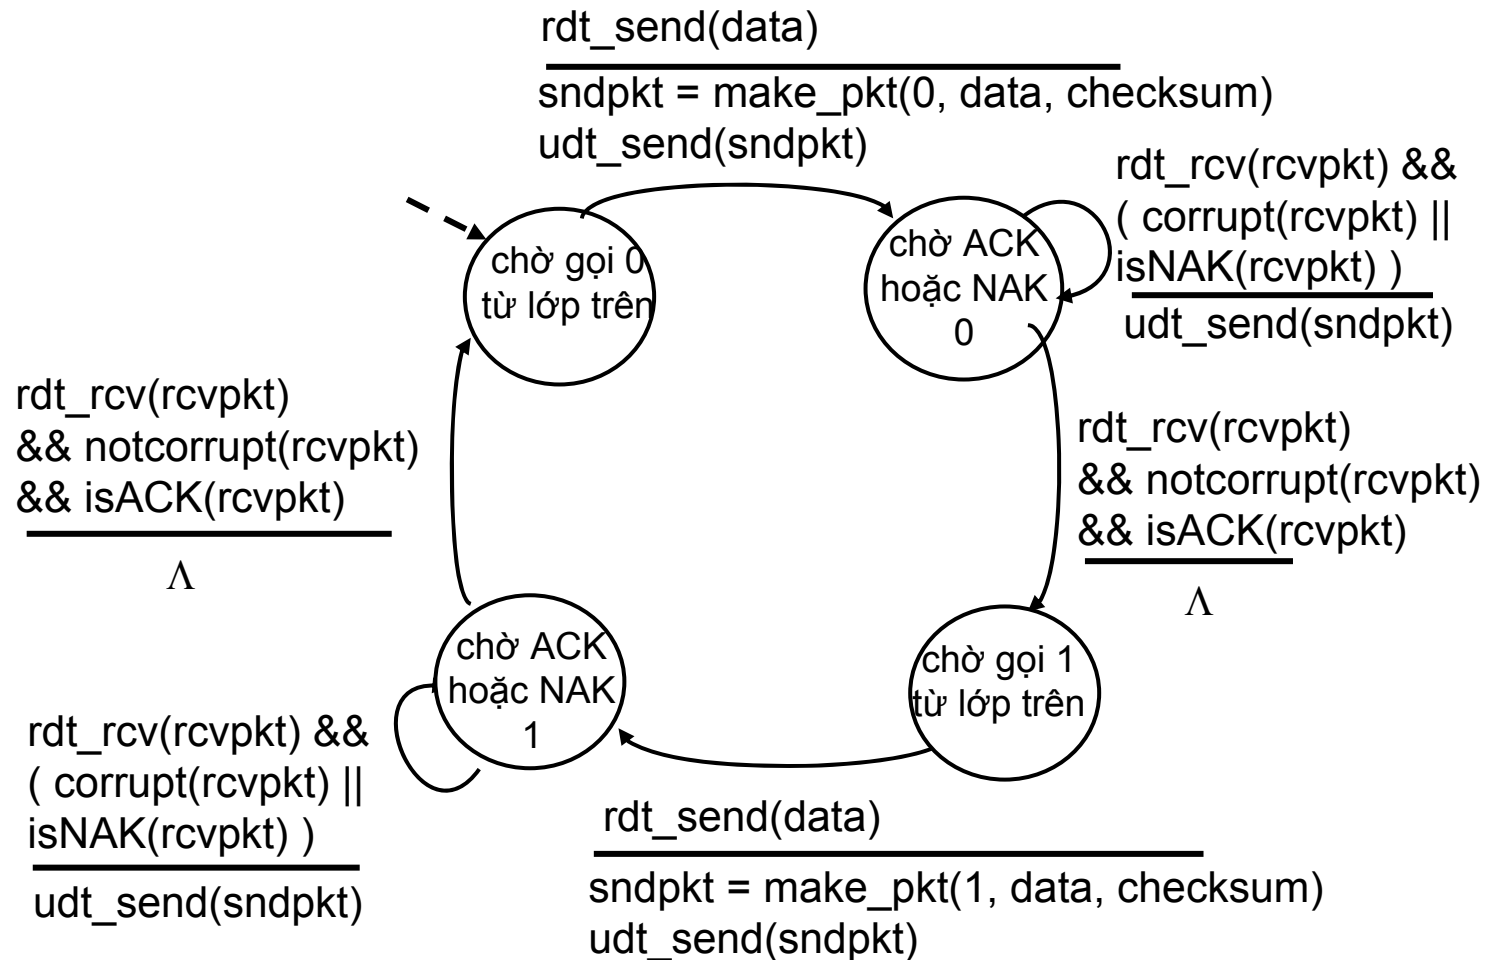 rdt_send(data)
sndpkt = make_pkt(0, data, checksum)
udt_send(sndpkt)
rdt_rcv(rcvpkt) &&
( corrupt(rcvpkt) ||
isNAK(rcvpkt) )
udt_send(sndpkt)
chờ gọi 0
từ lớp trên
chờ ACK
hoặc NAK
0
rdt_rcv(rcvpkt)
&& notcorrupt(rcvpkt)
&& isACK(rcvpkt)
Λ
rdt_rcv(rcvpkt)
&& notcorrupt(rcvpkt)
&& isACK(rcvpkt)
Λ
chờ ACK
hoặc NAK
1
chờ gọi 1
từ lớp trên
rdt_rcv(rcvpkt) &&
( corrupt(rcvpkt) ||
isNAK(rcvpkt) )
udt_send(sndpkt)
rdt_send(data)
sndpkt = make_pkt(1, data, checksum)
udt_send(sndpkt)